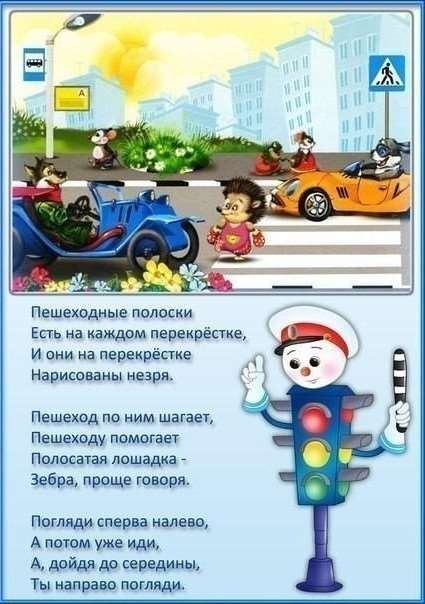 А
Пешеходные полоски
Есть на каждом перекрёстке,
И они на перекрёстке
Нарисованы незря.
Пешеход по ним шагает,
Пешеходу помогает
Полосатая лошадка -
Зебра, проще говоря.
Погляди сперва налево,
А потом уже иди,
А, дойдя до середины,
Ты направо погляди.